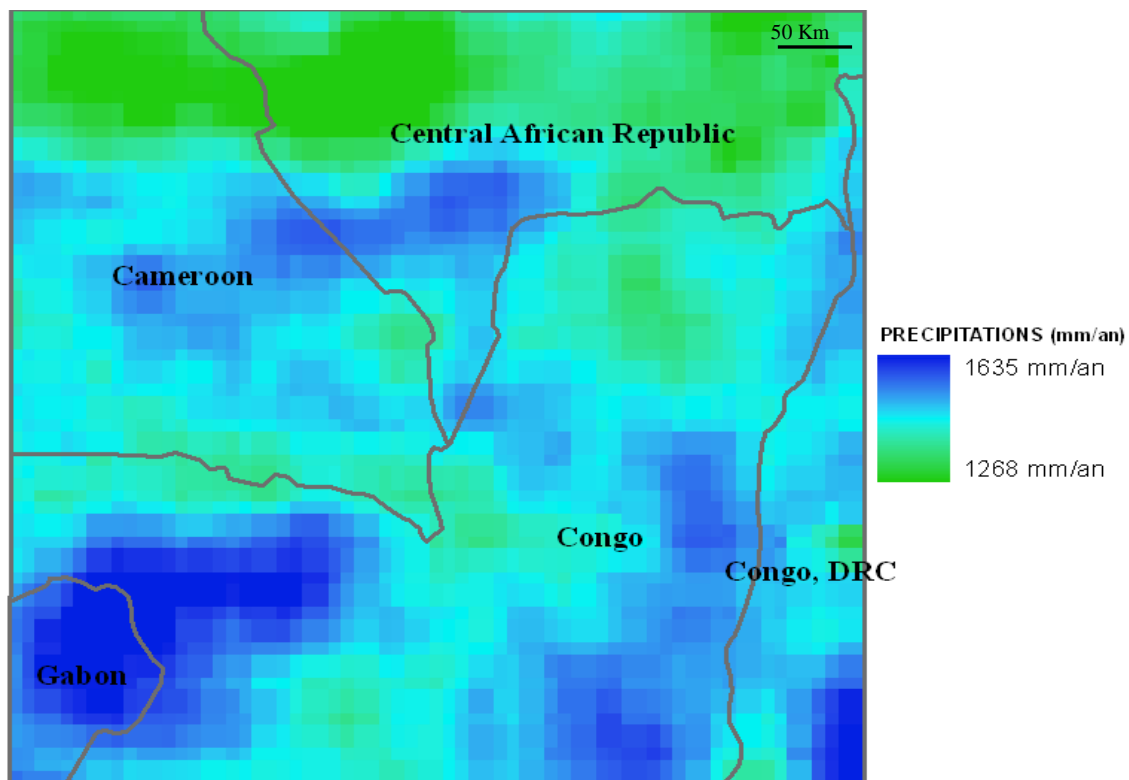 50 Km
Central African Republic
Cameroon
PRECIPITATIONS (mm/an)
1635 mm/an
1268 mm/an
Congo
Congo, DRC
Gabon